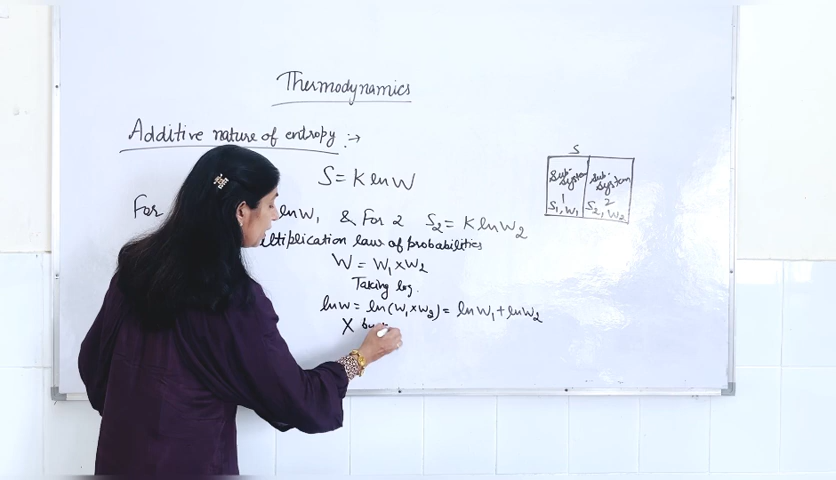 Thermodynamics
Additive nature of entropy :→
S = K ln W
For ln W₁ & For 2 S₂ = K ln W₂
ultiplication law of probabilities
W = W₁ × W₂
Taking log.
ln W = ln (W₁ × W₂) = ln W₁ + ln W₂
X
S
Sub-System 1
S₁, W₁
Sub-System 2
S₂, W₂